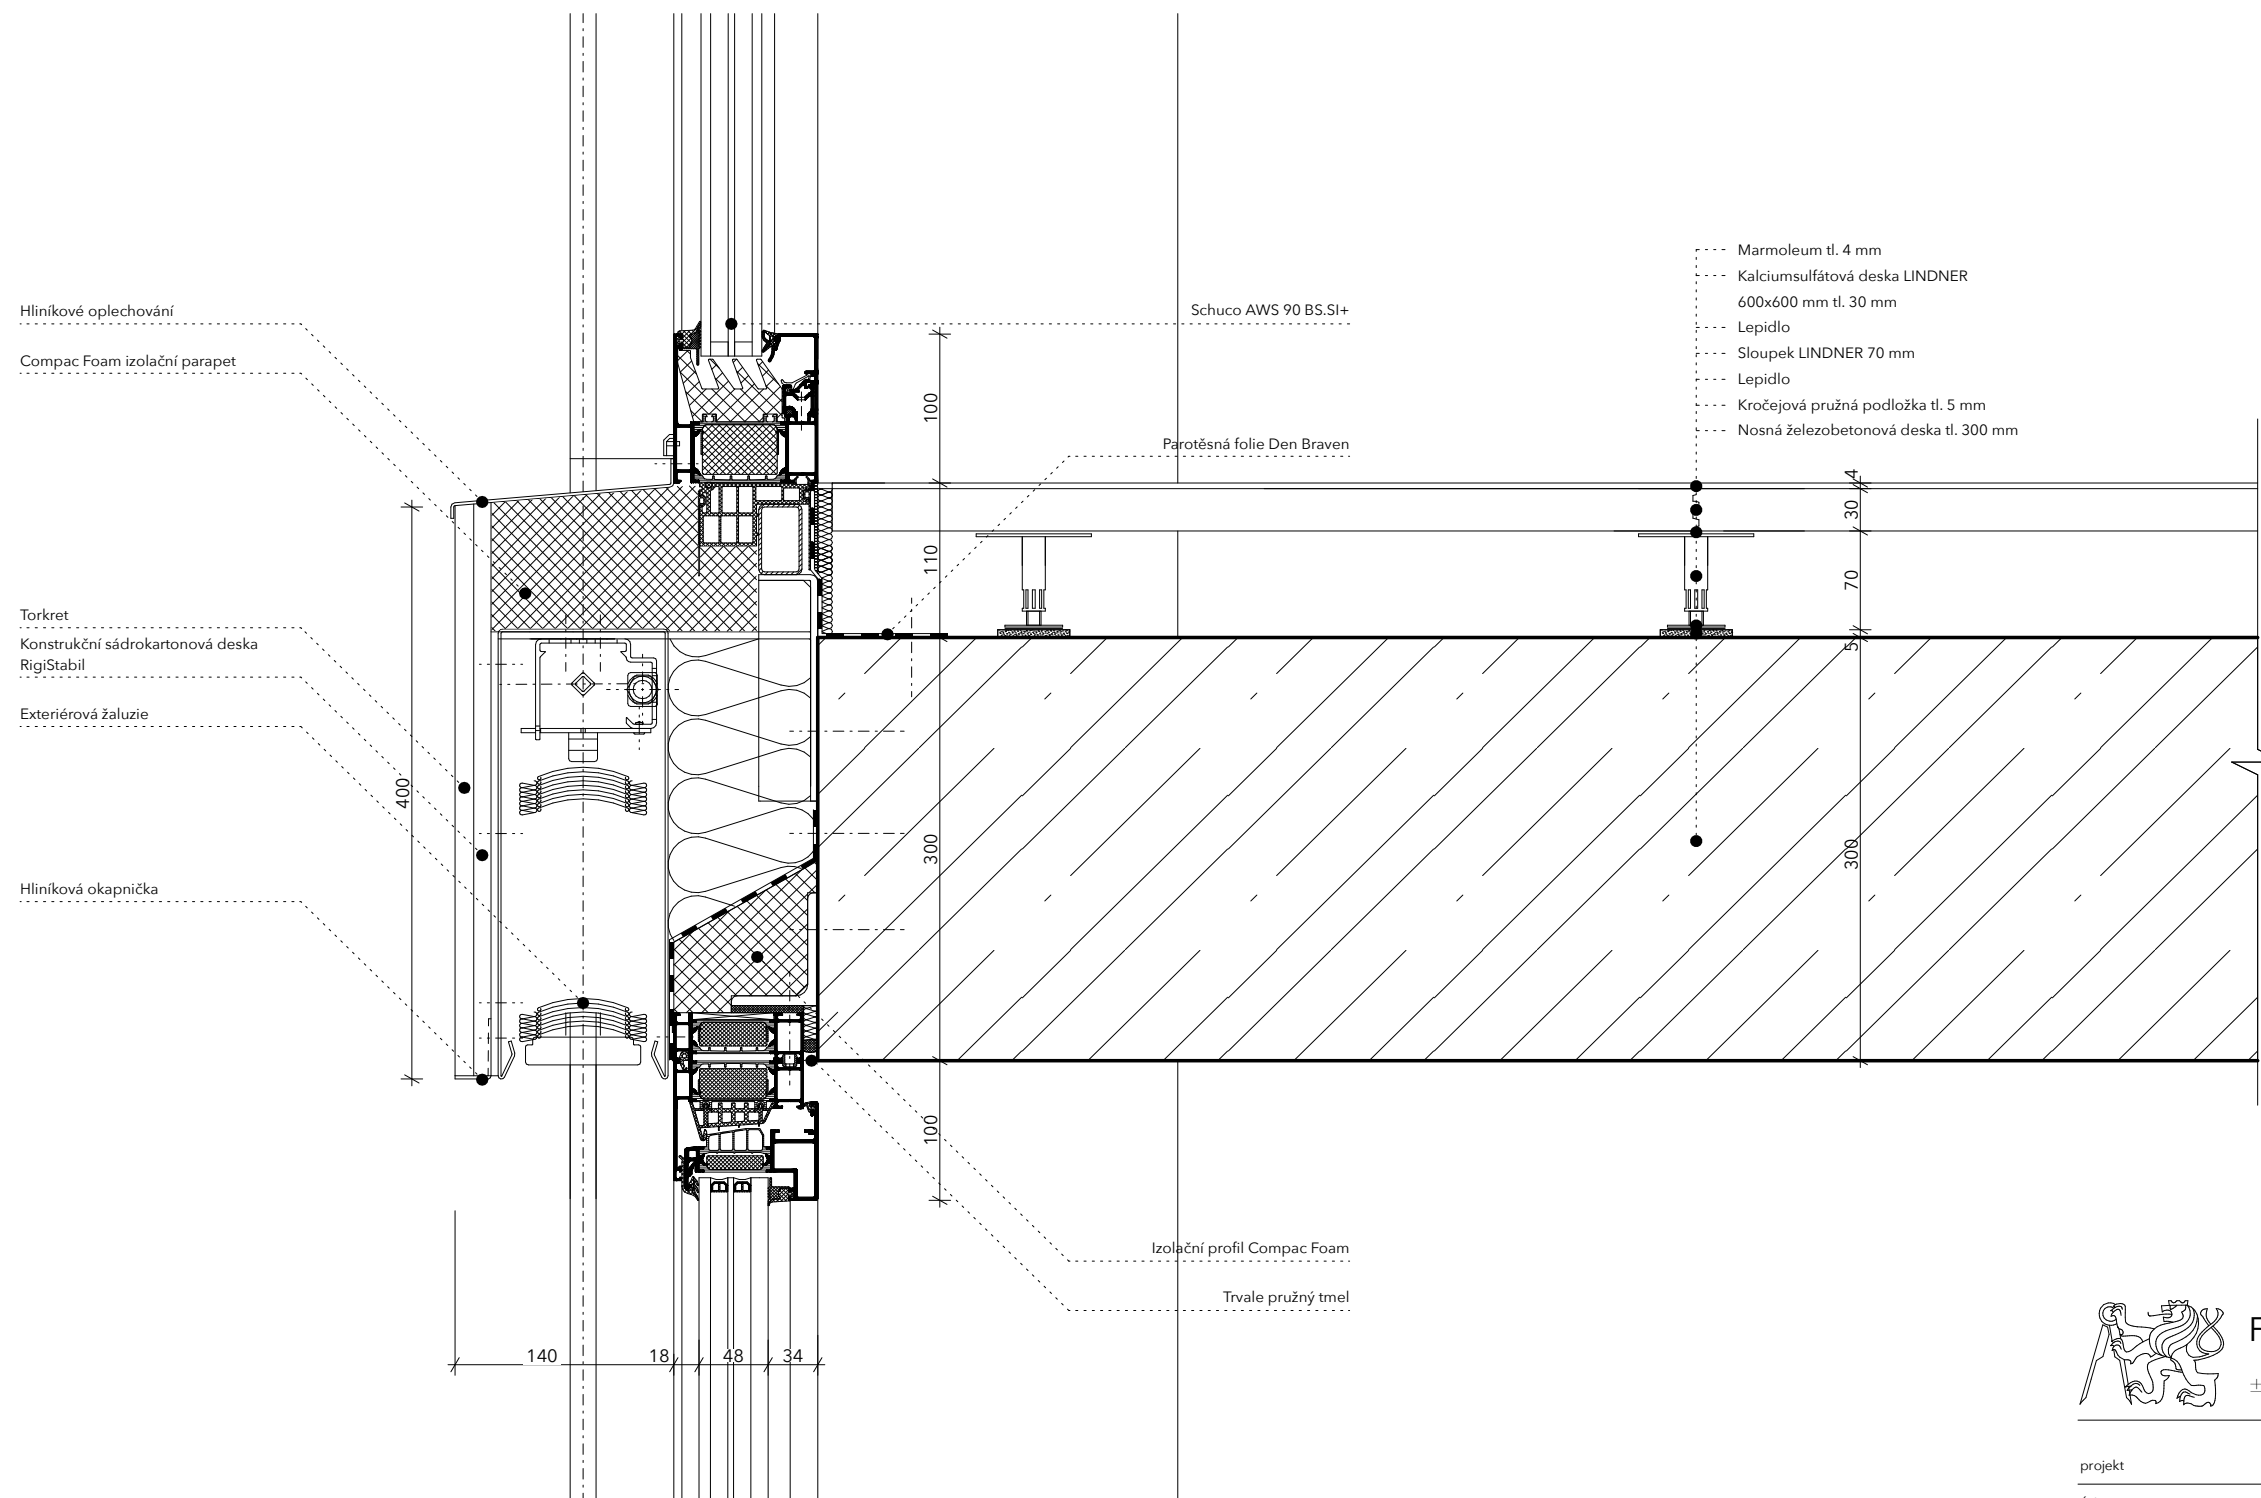 Marmoleum tl. 4 mm
Kalciumsulfátová deska LINDNER
600x600 mm tl. 30 mm
Lepidlo
Sloupek LINDNER 70 mm
Lepidlo
Kročejová pružná podložka tl. 5 mm
Nosná železobetonová deska tl. 300 mm
Hliníkové oplechování
Compac Foam izolační parapet
Torkret
Konstrukční sádrokartonová deska
RigiStabil
Exteriérová žaluzie
Hliníková okapnička
Schuco AWS 90 BS.SI+
Parotěsná folie Den Braven
Izolační profil Compac Foam
Trvale pružný tmel
400
100
110
300
100
4
30
70
5
300
140
18
48
34
F
±
projekt